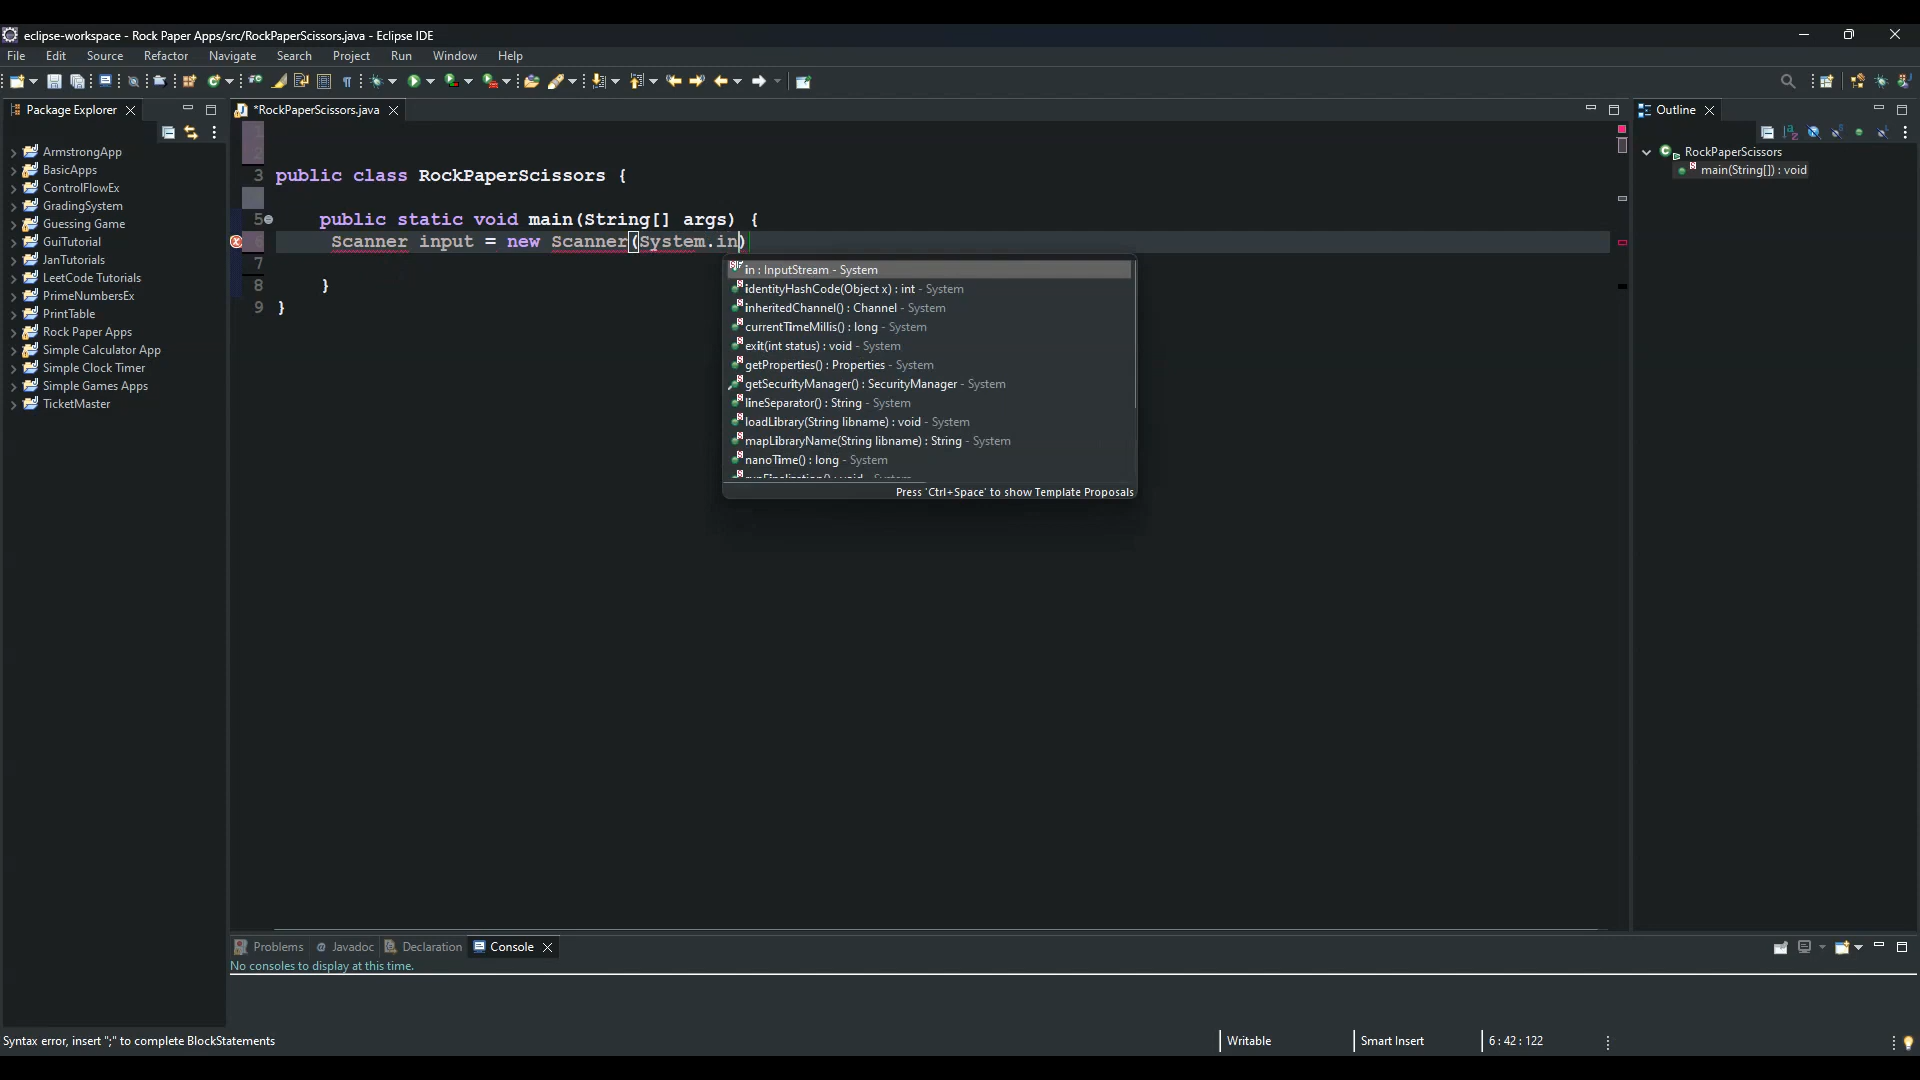 eclipse-workspace - Rock Paper Apps/src/RockPaperScissors.java - Eclipse IDE
File Edit Source Refactor Navigate Search Project Run Window Help
Package Explorer
*RockPaperScissors.java
Outline
ArmstrongApp
BasicApps
ControlFlowEx
GradingSystem
Guessing Game
GuiTutorial
JanTutorials
LeetCode Tutorials
PrimeNumbersEx
PrintTable
Rock Paper Apps
Simple Calculator App
Simple Clock Timer
Simple Games Apps
TicketMaster
3 public class RockPaperScissors {
5 public static void main(String[] args) {
6 Scanner input = new Scanner(System.in)
7
8 }
9 }
in : InputStream - System
identityHashCode(Object x) : int - System
inheritedChannel() : Channel - System
currentTimeMillis() : long - System
exit(int status) : void - System
getProperties() : Properties - System
getSecurityManager() : SecurityManager - System
lineSeparator() : String - System
loadLibrary(String libname) : void - System
mapLibraryName(String libname) : String - System
nanoTime() : long - System
Press 'Ctrl+Space' to show Template Proposals
RockPaperScissors
main(String[]) : void
Problems @ Javadoc Declaration Console
No consoles to display at this time.
Syntax error, insert ";" to complete BlockStatements
Writable
Smart Insert
6 : 42 : 122